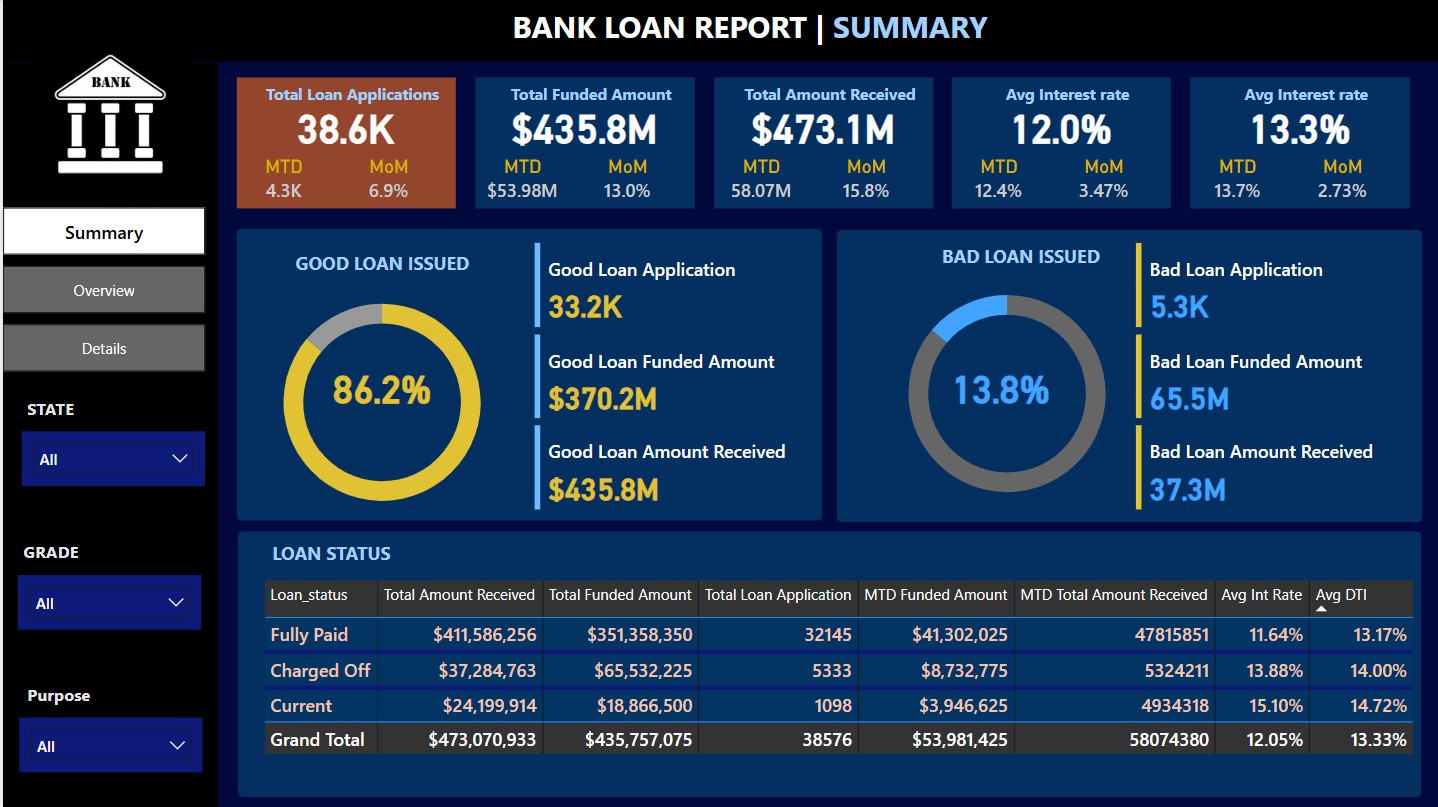 BANK LOAN REPORT | SUMMARY
BANK
Total Loan Applications
38.6K
MTD MoM
4.3K 6.9%
Total Funded Amount
$435.8M
MTD MoM
$53.98M 13.0%
Total Amount Received
$473.1M
MTD MoM
58.07M 15.8%
Avg Interest rate
12.0%
MTD MoM
12.4% 3.47%
Avg Interest rate
13.3%
MTD MoM
13.7% 2.73%
Summary
Overview
Details
STATE
All
GRADE
All
Purpose
All
GOOD LOAN ISSUED
86.2%
Good Loan Application
33.2K
Good Loan Funded Amount
$370.2M
Good Loan Amount Received
$435.8M
BAD LOAN ISSUED
13.8%
Bad Loan Application
5.3K
Bad Loan Funded Amount
65.5M
Bad Loan Amount Received
37.3M
LOAN STATUS
Loan_status Total Amount Received Total Funded Amount Total Loan Application MTD Funded Amount MTD Total Amount Received Avg Int Rate Avg DTI
Fully Paid $411,586,256 $351,358,350 32145 $41,302,025 47815851 11.64% 13.17%
Charged Off $37,284,763 $65,532,225 5333 $8,732,775 5324211 13.88% 14.00%
Current $24,199,914 $18,866,500 1098 $3,946,625 4934318 15.10% 14.72%
Grand Total $473,070,933 $435,757,075 38576 $53,981,425 58074380 12.05% 13.33%